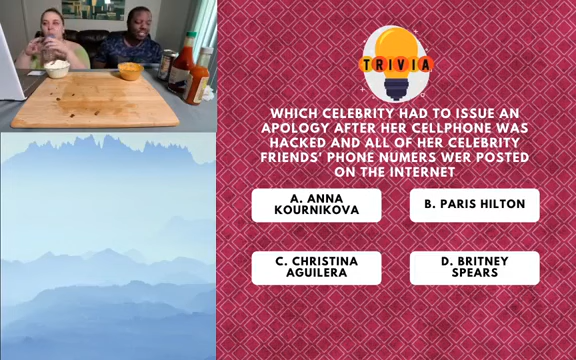 TRIVIA
WHICH CELEBRITY HAD TO ISSUE AN
APOLOGY AFTER HER CELLPHONE WAS
HACKED AND ALL OF HER CELEBRITY
FRIENDS' PHONE NUMERS WER POSTED
ON THE INTERNET
A. ANNA
KOURNIKOVA
B. PARIS HILTON
C. CHRISTINA
AGUILERA
D. BRITNEY
SPEARS